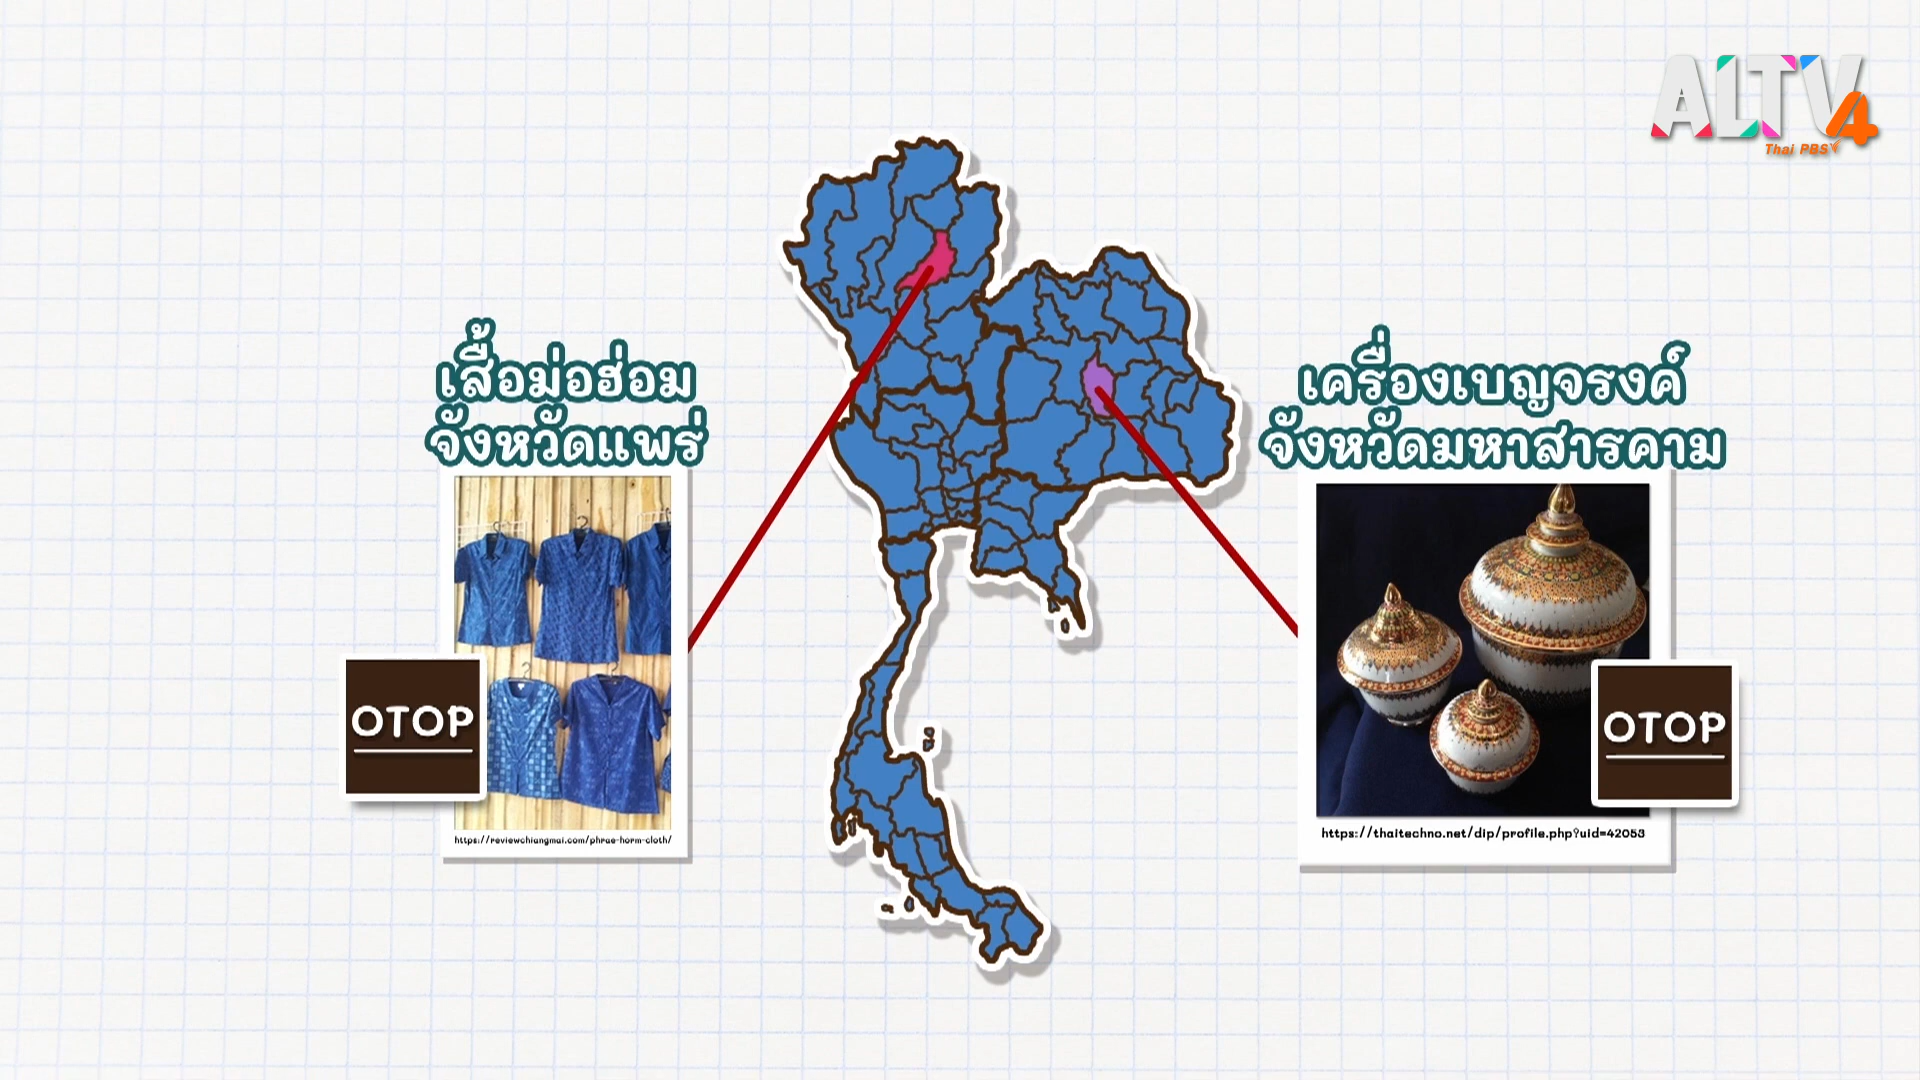 ALTV4
Thai PBS
เสื้อม่อฮ่อม
จังหวัดแพร่
OTOP
https://reviewchiangmai.com/phrae-horm-cloth/
เครื่องเบญจรงค์
จังหวัดมหาสารคาม
OTOP
https://thaitechno.net/dip/profile.php?uid=42053